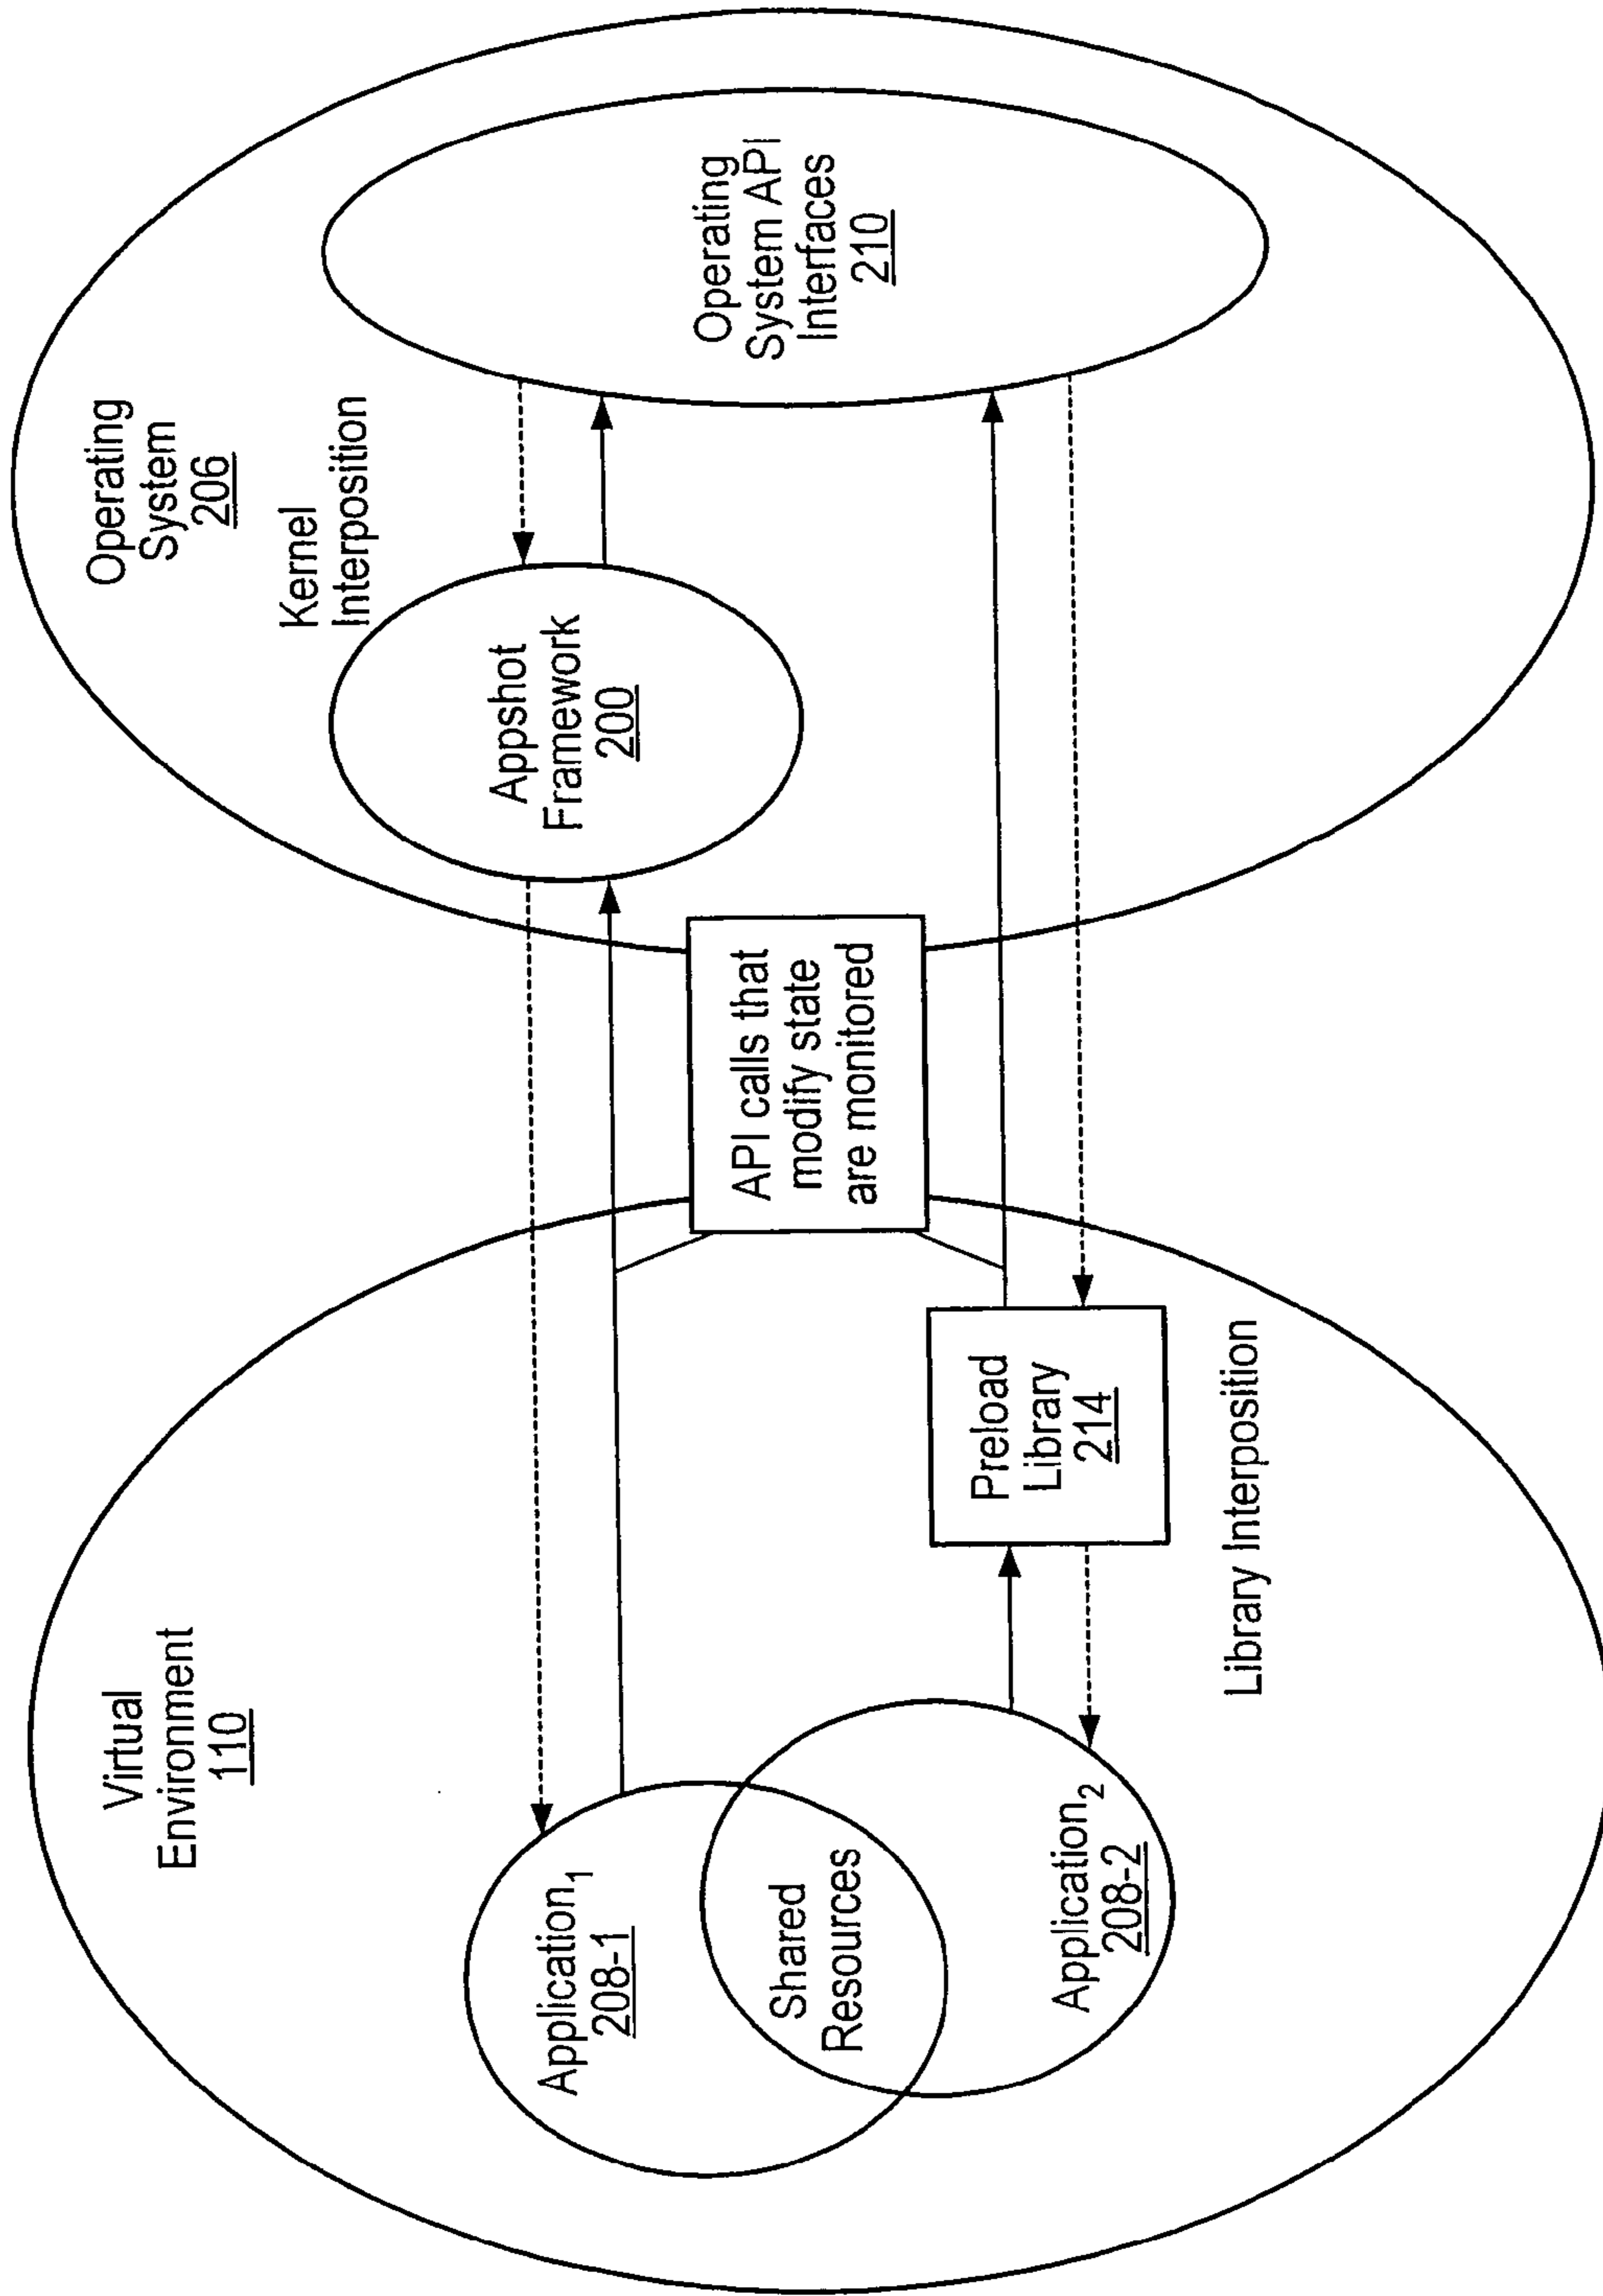 Virtual
Environment
110
Application1
208-1
Shared
Resources
Application2
208-2
Preload
Library
214
Library Interposition
API calls that
modify state
are monitored
Operating
System
206
Kernel
Interposition
Appshot
Framework
200
Operating
System API
Interfaces
210